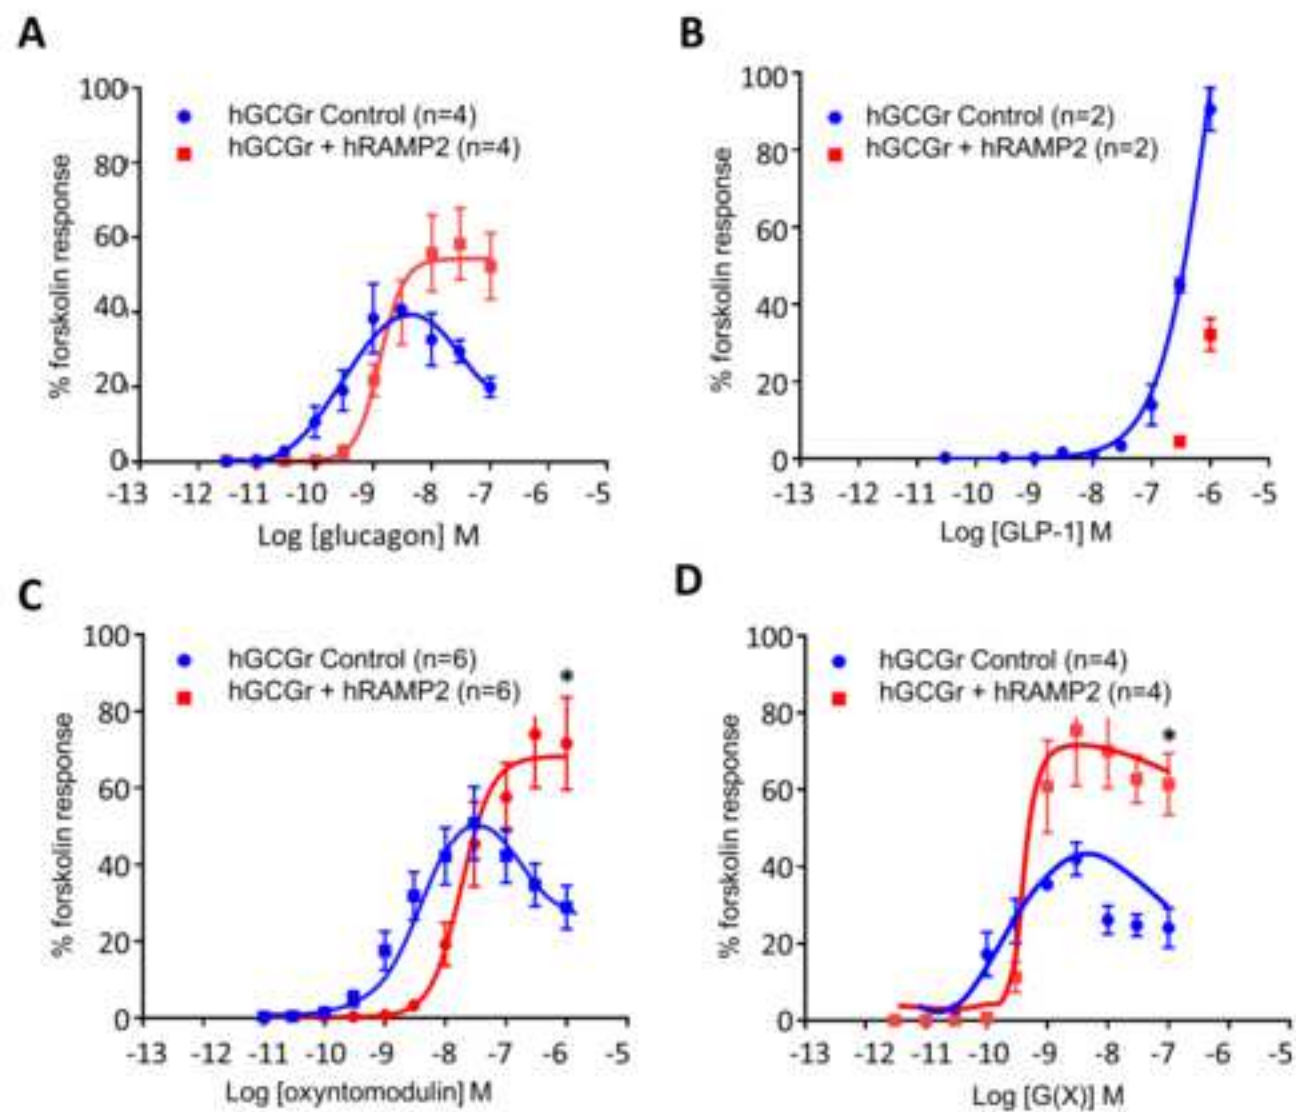 A
100
80
60
40
20
0
% forskolin response
hGCGr Control (n=4)
hGCGr + hRAMP2 (n=4)
-13 -12 -11 -10 -9 -8 -7 -6 -5
Log [glucagon] M
B
100
80
60
40
20
0
% forskolin response
hGCGr Control (n=2)
hGCGr + hRAMP2 (n=2)
-13 -12 -11 -10 -9 -8 -7 -6 -5
Log [GLP-1] M
C
100
80
60
40
20
0
% forskolin response
hGCGr Control (n=6)
hGCGr + hRAMP2 (n=6)
*
-13 -12 -11 -10 -9 -8 -7 -6 -5
Log [oxyntomodulin] M
D
100
80
60
40
20
0
% forskolin response
hGCGr Control (n=4)
hGCGr + hRAMP2 (n=4)
*
-13 -12 -11 -10 -9 -8 -7 -6 -5
Log [G(X)] M